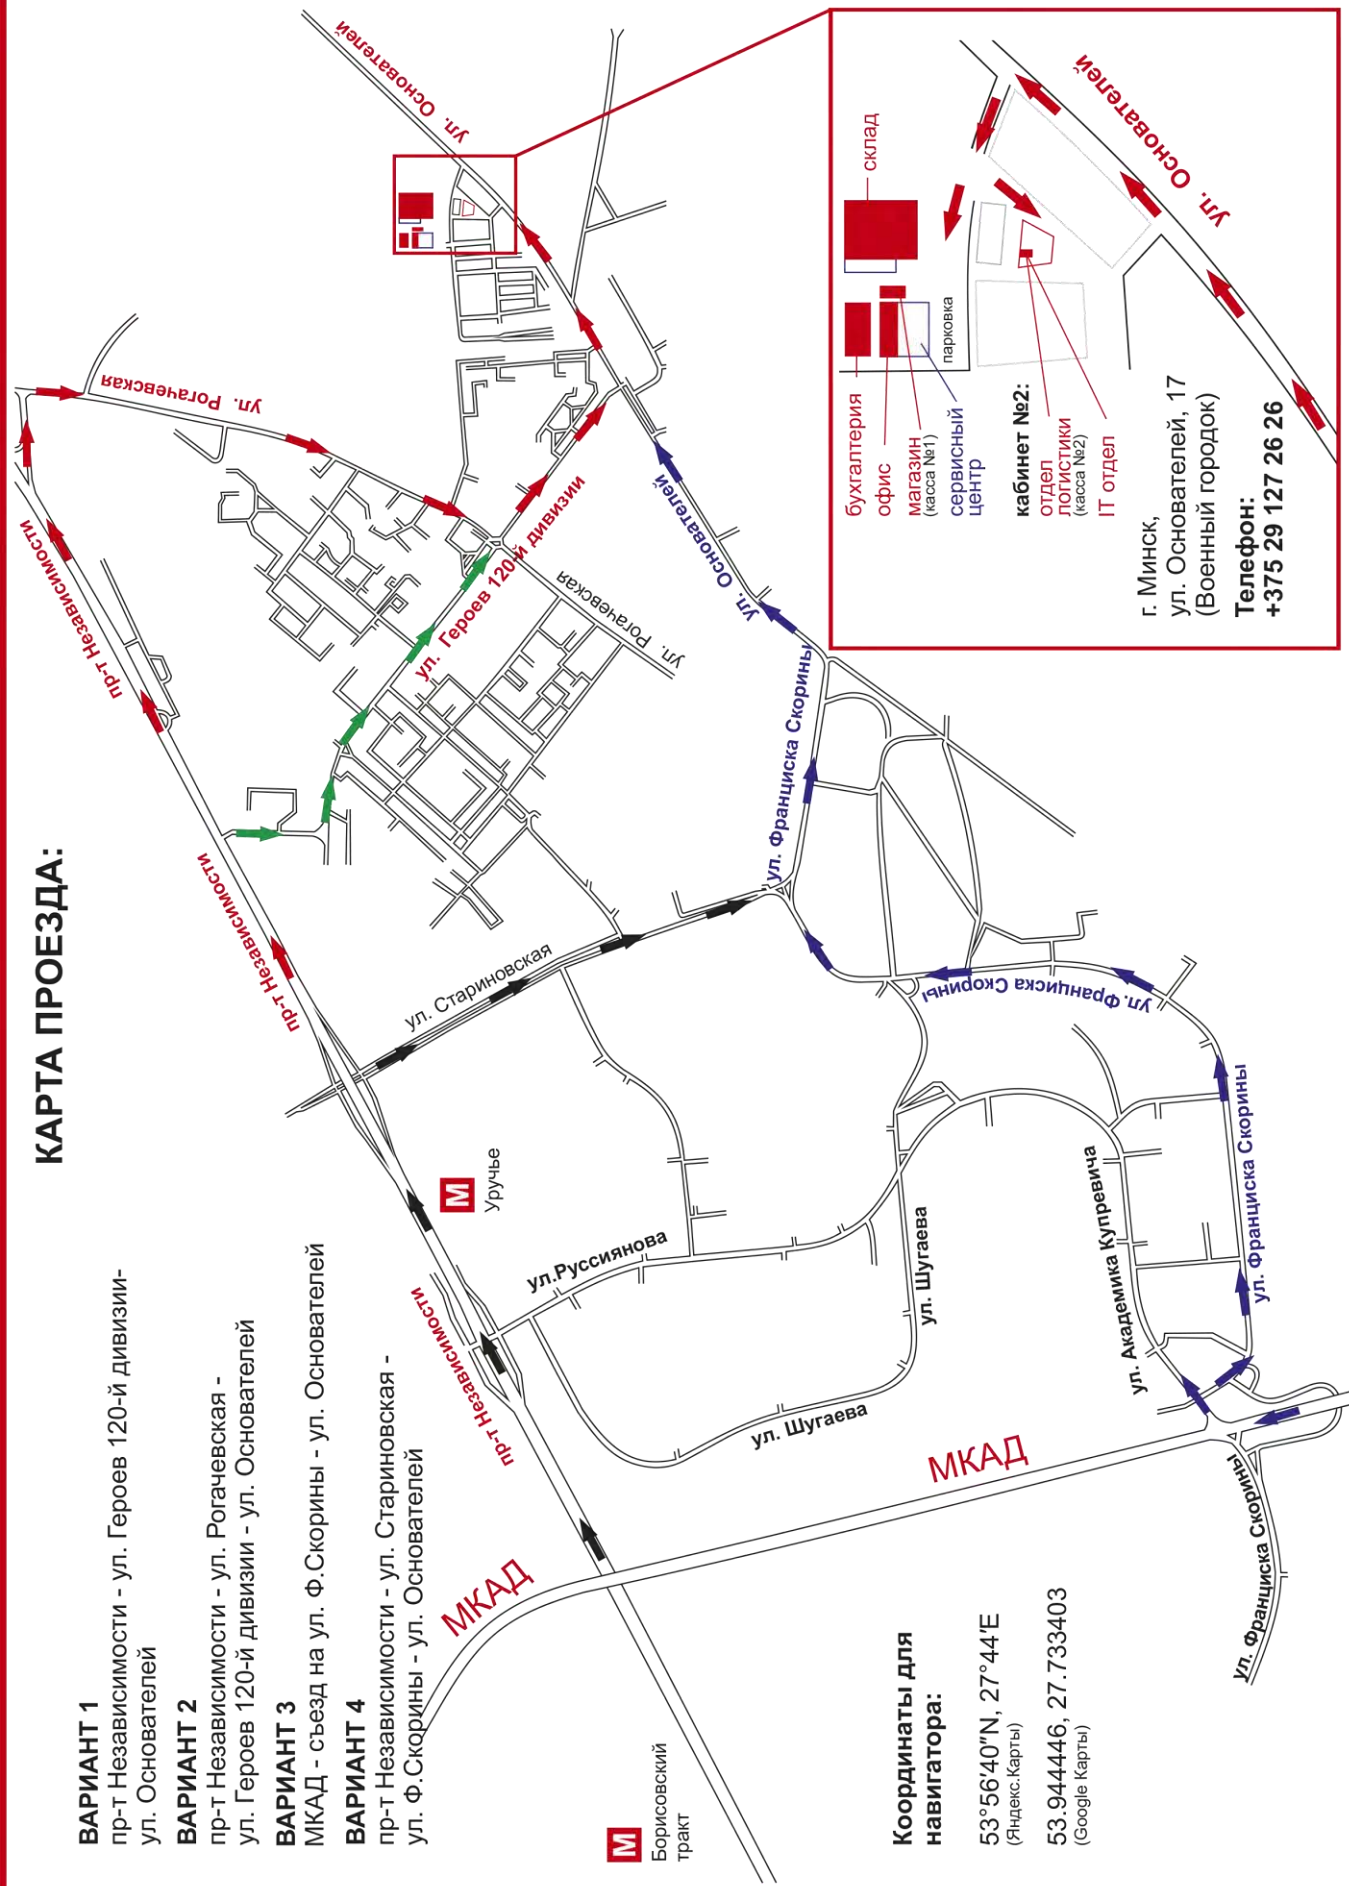 КАРТА ПРОЕЗДА:
ВАРИАНТ 1
пр-т Независимости - ул. Героев 120-й дивизии-
ул. Основателей
ВАРИАНТ 2
пр-т Независимости - ул. Рогачевская -
ул. Героев 120-й дивизии - ул. Основателей
ВАРИАНТ 3
МКАД - съезд на ул. Ф.Скорины - ул. Основателей
ВАРИАНТ 4
пр-т Независимости - ул. Стариновская -
ул. Ф.Скорины - ул. Основателей
М
Борисовский
тракт
М
Уручье
МКАД
МКАД
пр-т Независимости
пр-т Независимости
пр-т Независимости
ул. Рогачевская
ул. Рогачевская
ул. Героев 120-й дивизии
ул. Стариновская
ул.Руссиянова
ул. Шугаева
ул. Шугаева
ул. Академика Купревича
ул. Франциска Скорины
ул. Франциска Скорины
ул. Франциска Скорины
ул. Франциска Скорины
ул. Основателей
ул. Основателей
Координаты для
навигатора:
53°56'40"N, 27°44'E
(Яндекс.Карты)
53.944446, 27.733403
(Google Карты)
бухгалтерия
офис
магазин
(касса №1)
сервисный
центр
склад
парковка
кабинет №2:
отдел
логистики
(касса №2)
IT отдел
ул. Основателей
г. Минск,
ул. Основателей, 17
(Военный городок)
Телефон:
+375 29 127 26 26